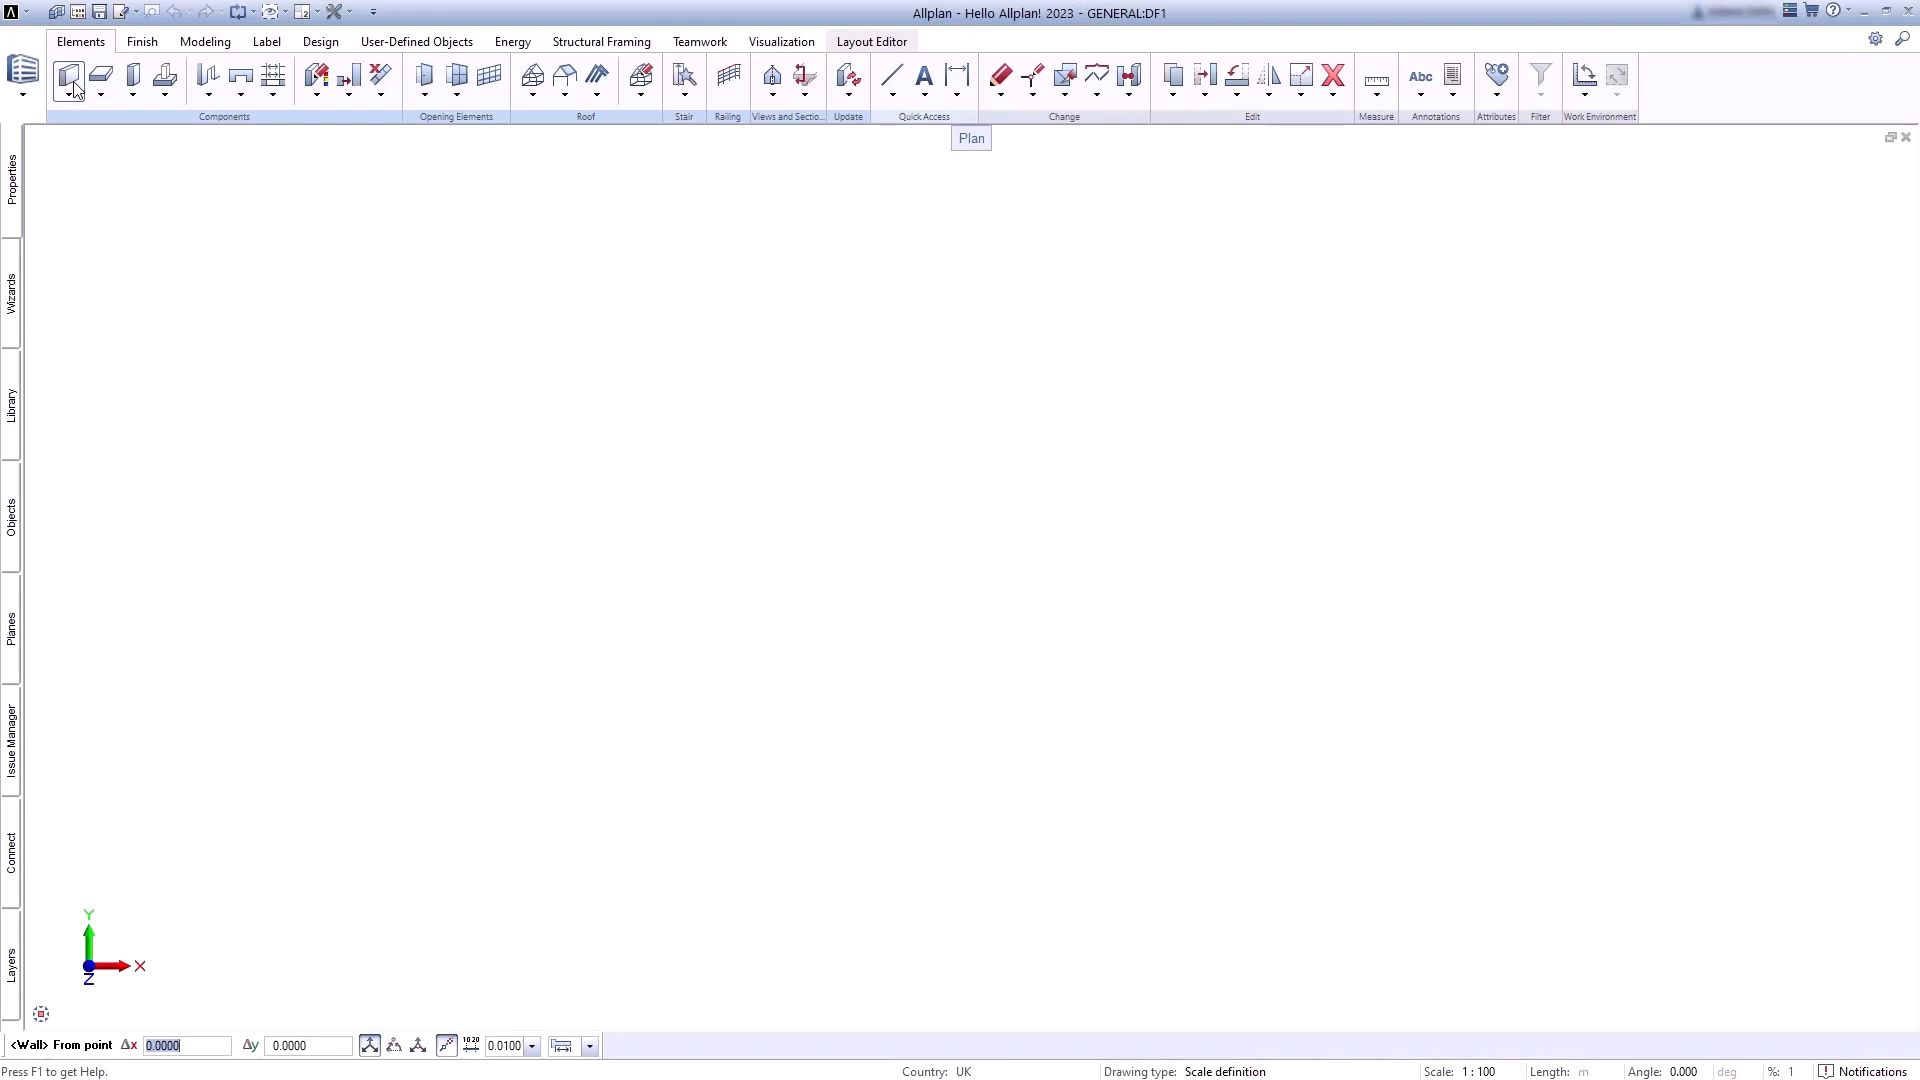 Allplan - Hello Allplan! 2023 - GENERAL:DF1
Elements Finish Modeling Label Design User-Defined Objects Energy Structural Framing Teamwork Visualization Layout Editor
Abc
Components Opening Elements Roof Stair Railing Views and Sectio... Update Quick Access Change Edit Measure Annotations Attributes Filter Work Environment
Plan
Properties
Wizards
Library
Objects
Planes
Issue Manager
Connect
Layers
Y
X
Z
<Wall> From point Δx 0.0000 Δy 0.0000 1020 0.0100
Press F1 to get Help. Country: UK Drawing type: Scale definition Scale: 1:100 Length: m Angle: 0.000 deg %: 1 Notifications